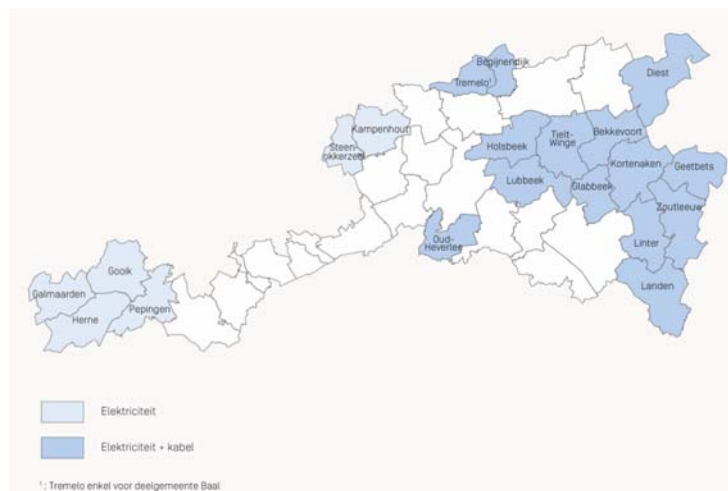 Begijnendijk
Diest
Tremelo¹
Kampenhout
Steen-
okkerzeel
Holsbeek
Tielt-
Winge
Bekkevoort
Kortenaken
Geetbets
Lubbeek
Glabbeek
Zoutleeuw
Oud-
Heverlee
Linter
Landen
Gooik
Galmaarden
Pepingen
Herne
Elektriciteit
Elektriciteit + kabel
¹ : Tremelo enkel voor deelgemeente Baal